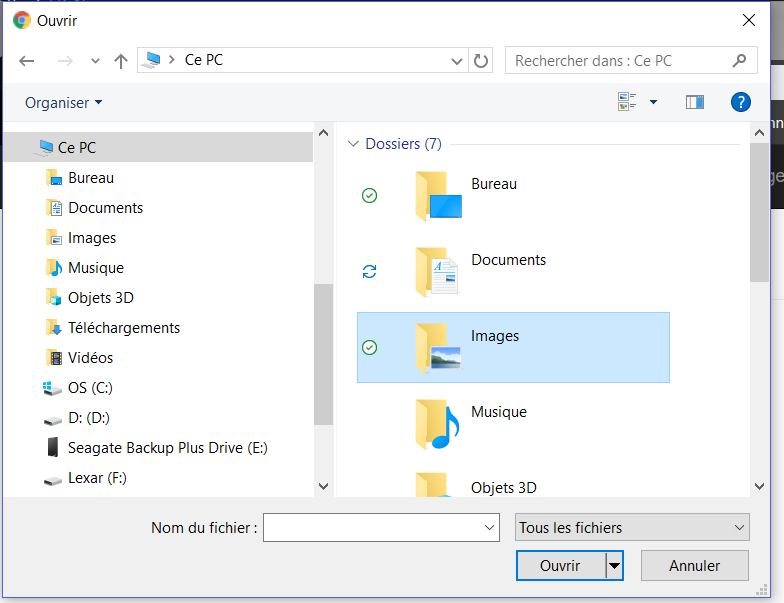 Ouvrir
Ce PC
Rechercher dans : Ce PC
Organiser
?
Ce PC
Bureau
Documents
Images
Musique
Objets 3D
Téléchargements
Vidéos
OS (C:)
D: (D:)
Seagate Backup Plus Drive (E:)
Lexar (F:)
Dossiers (7)
Bureau
Documents
Images
Musique
Objets 3D
Nom du fichier :
Tous les fichiers
Ouvrir
Annuler